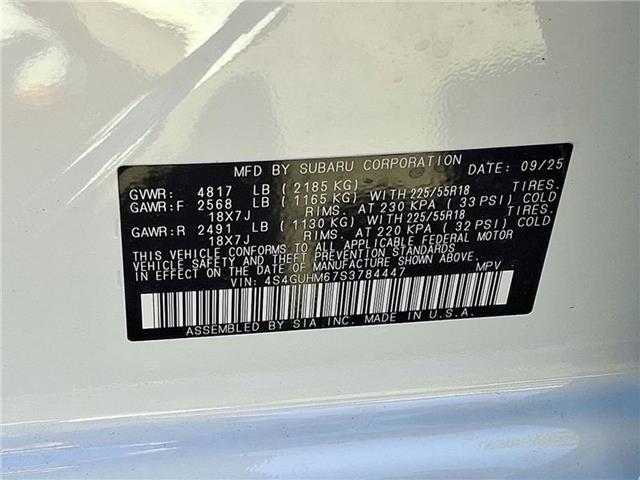 MFD BY SUBARU CORPORATION DATE: 09/25
GVWR: 4817 LB (2185 KG)
GAWR:F 2568 LB (1165 KG) WITH 225/55R18 TIRES.
18X7J RIMS. AT 230 KPA (33 PSI) COLD
GAWR:R 2491 LB (1130 KG) WITH 225/55R18 TIRES.
18X7J RIMS. AT 220 KPA (32 PSI) COLD
THIS VEHICLE CONFORMS TO ALL APPLICABLE FEDERAL MOTOR
VEHICLE SAFETY AND THEFT PREVENTION STANDARDS
IN EFFECT ON THE DATE OF MANUFACTURE SHOWN ABOVE.
VIN: 4S4GUHM67S3784447 MPV
ASSEMBLED BY SIA INC. MADE IN U.S.A.